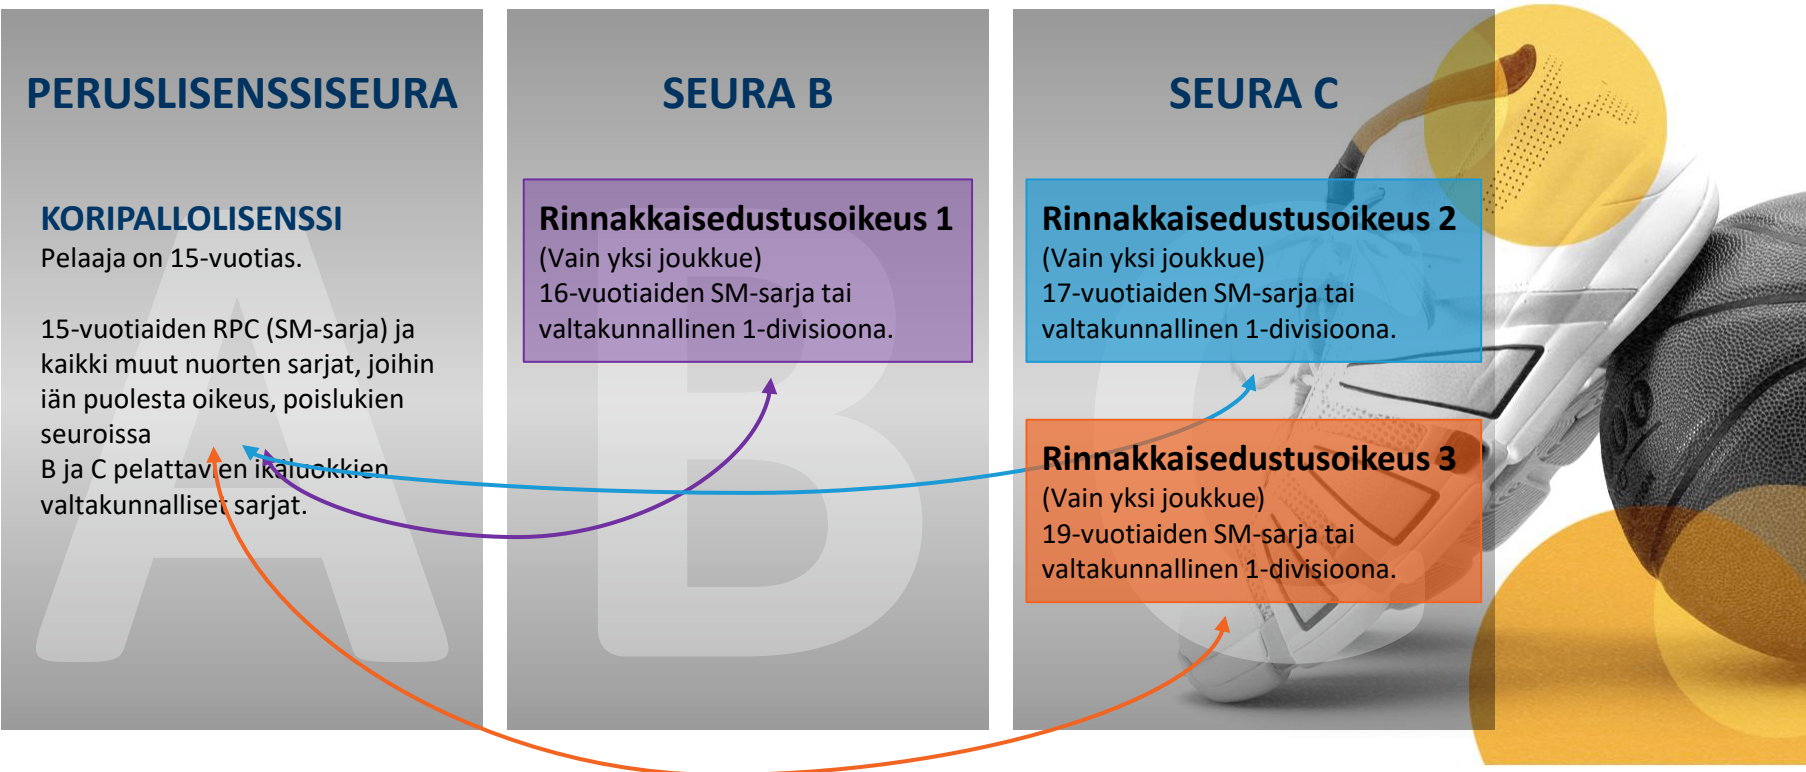 PERUSLISENSSISEURA
KORIPALLOLISENSSI
Pelaaja on 15-vuotias.
15-vuotiaiden RPC (SM-sarja) ja
kaikki muut nuorten sarjat, joihin
iän puolesta oikeus, poislukien
seuroissa
B ja C pelattavien ikäluokkien
valtakunnalliset sarjat.
A
SEURA B
Rinnakkaisedustusoikeus 1
(Vain yksi joukkue)
16-vuotiaiden SM-sarja tai
valtakunnallinen 1-divisioona.
B
SEURA C
Rinnakkaisedustusoikeus 2
(Vain yksi joukkue)
17-vuotiaiden SM-sarja tai
valtakunnallinen 1-divisioona.
Rinnakkaisedustusoikeus 3
(Vain yksi joukkue)
19-vuotiaiden SM-sarja tai
valtakunnallinen 1-divisioona.
C